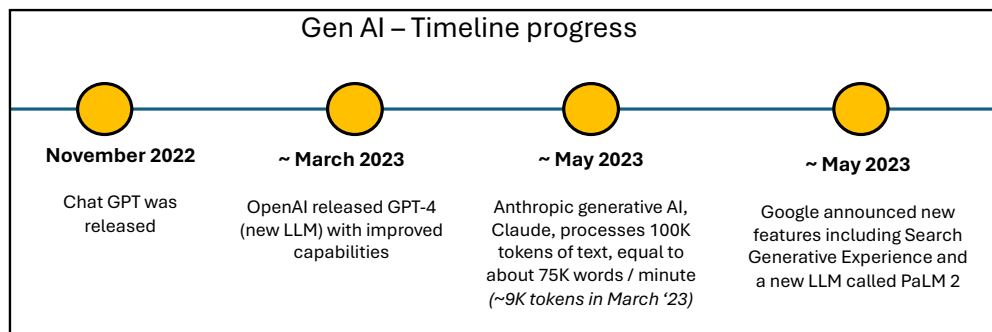 Gen AI – Timeline progress
November 2022
Chat GPT was
released
~ March 2023
OpenAI released GPT-4
(new LLM) with improved
capabilities
~ May 2023
Anthropic generative AI,
Claude, processes 100K
tokens of text, equal to
about 75K words / minute
(~9K tokens in March ‘23)
~ May 2023
Google announced new
features including Search
Generative Experience and
a new LLM called PaLM 2